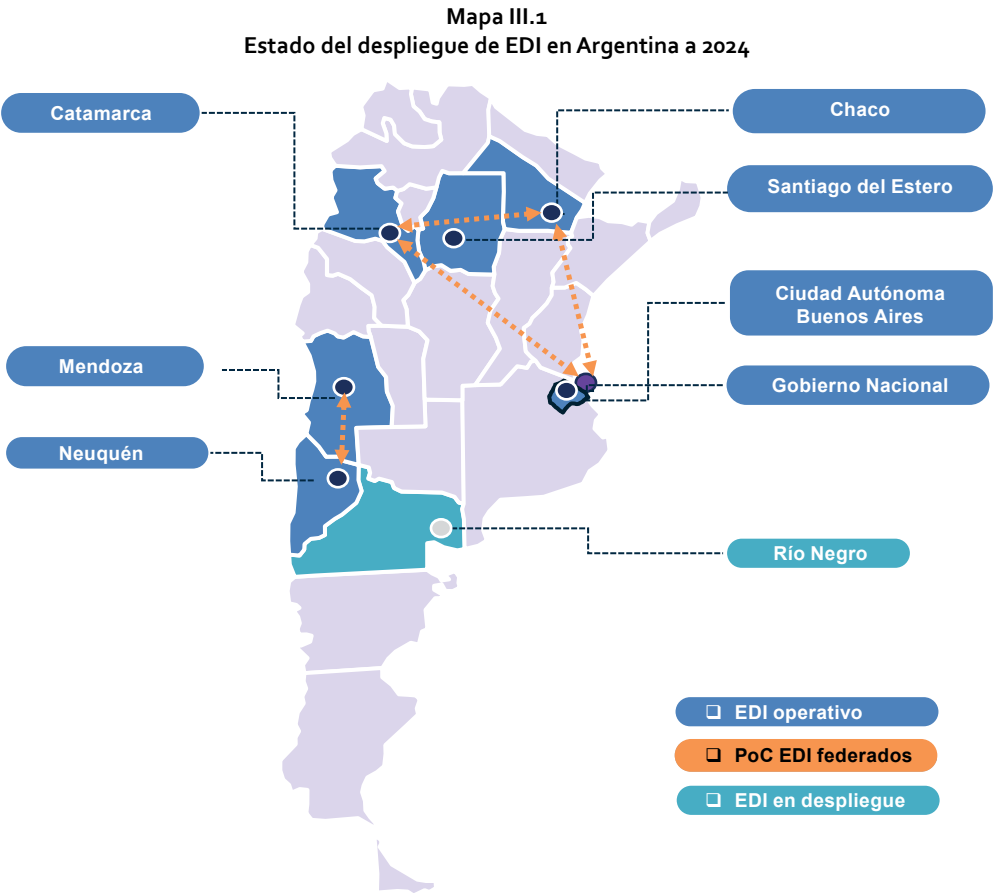 Mapa III.1
Estado del despliegue de EDI en Argentina a 2024
Catamarca
Chaco
Santiago del Estero
Ciudad Autónoma
Buenos Aires
Mendoza
Gobierno Nacional
Neuquén
Río Negro
❑ EDI operativo
❑ PoC EDI federados
❑ EDI en despliegue